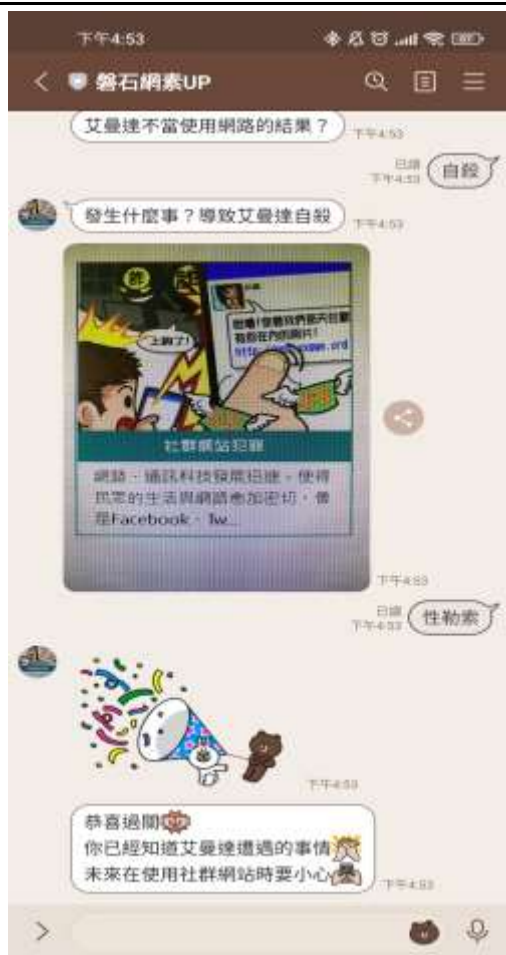 下午4:53
磐石網素UP
艾曼達不當使用網路的結果？
下午4:53
已讀
下午4:53
自殺
發生什麼事？導致艾曼達自殺
下午4:53
詐
上鉤了!
社群網站犯罪
網路、通訊科技發展迅速，使得
民眾的生活與網路愈加密切，像
是Facebook、Tw...
下午4:53
已讀
下午4:53
性勒索
下午4:53
恭喜過關
你已經知道艾曼達遭遇的事情
未來在使用社群網站時要小心
下午4:53